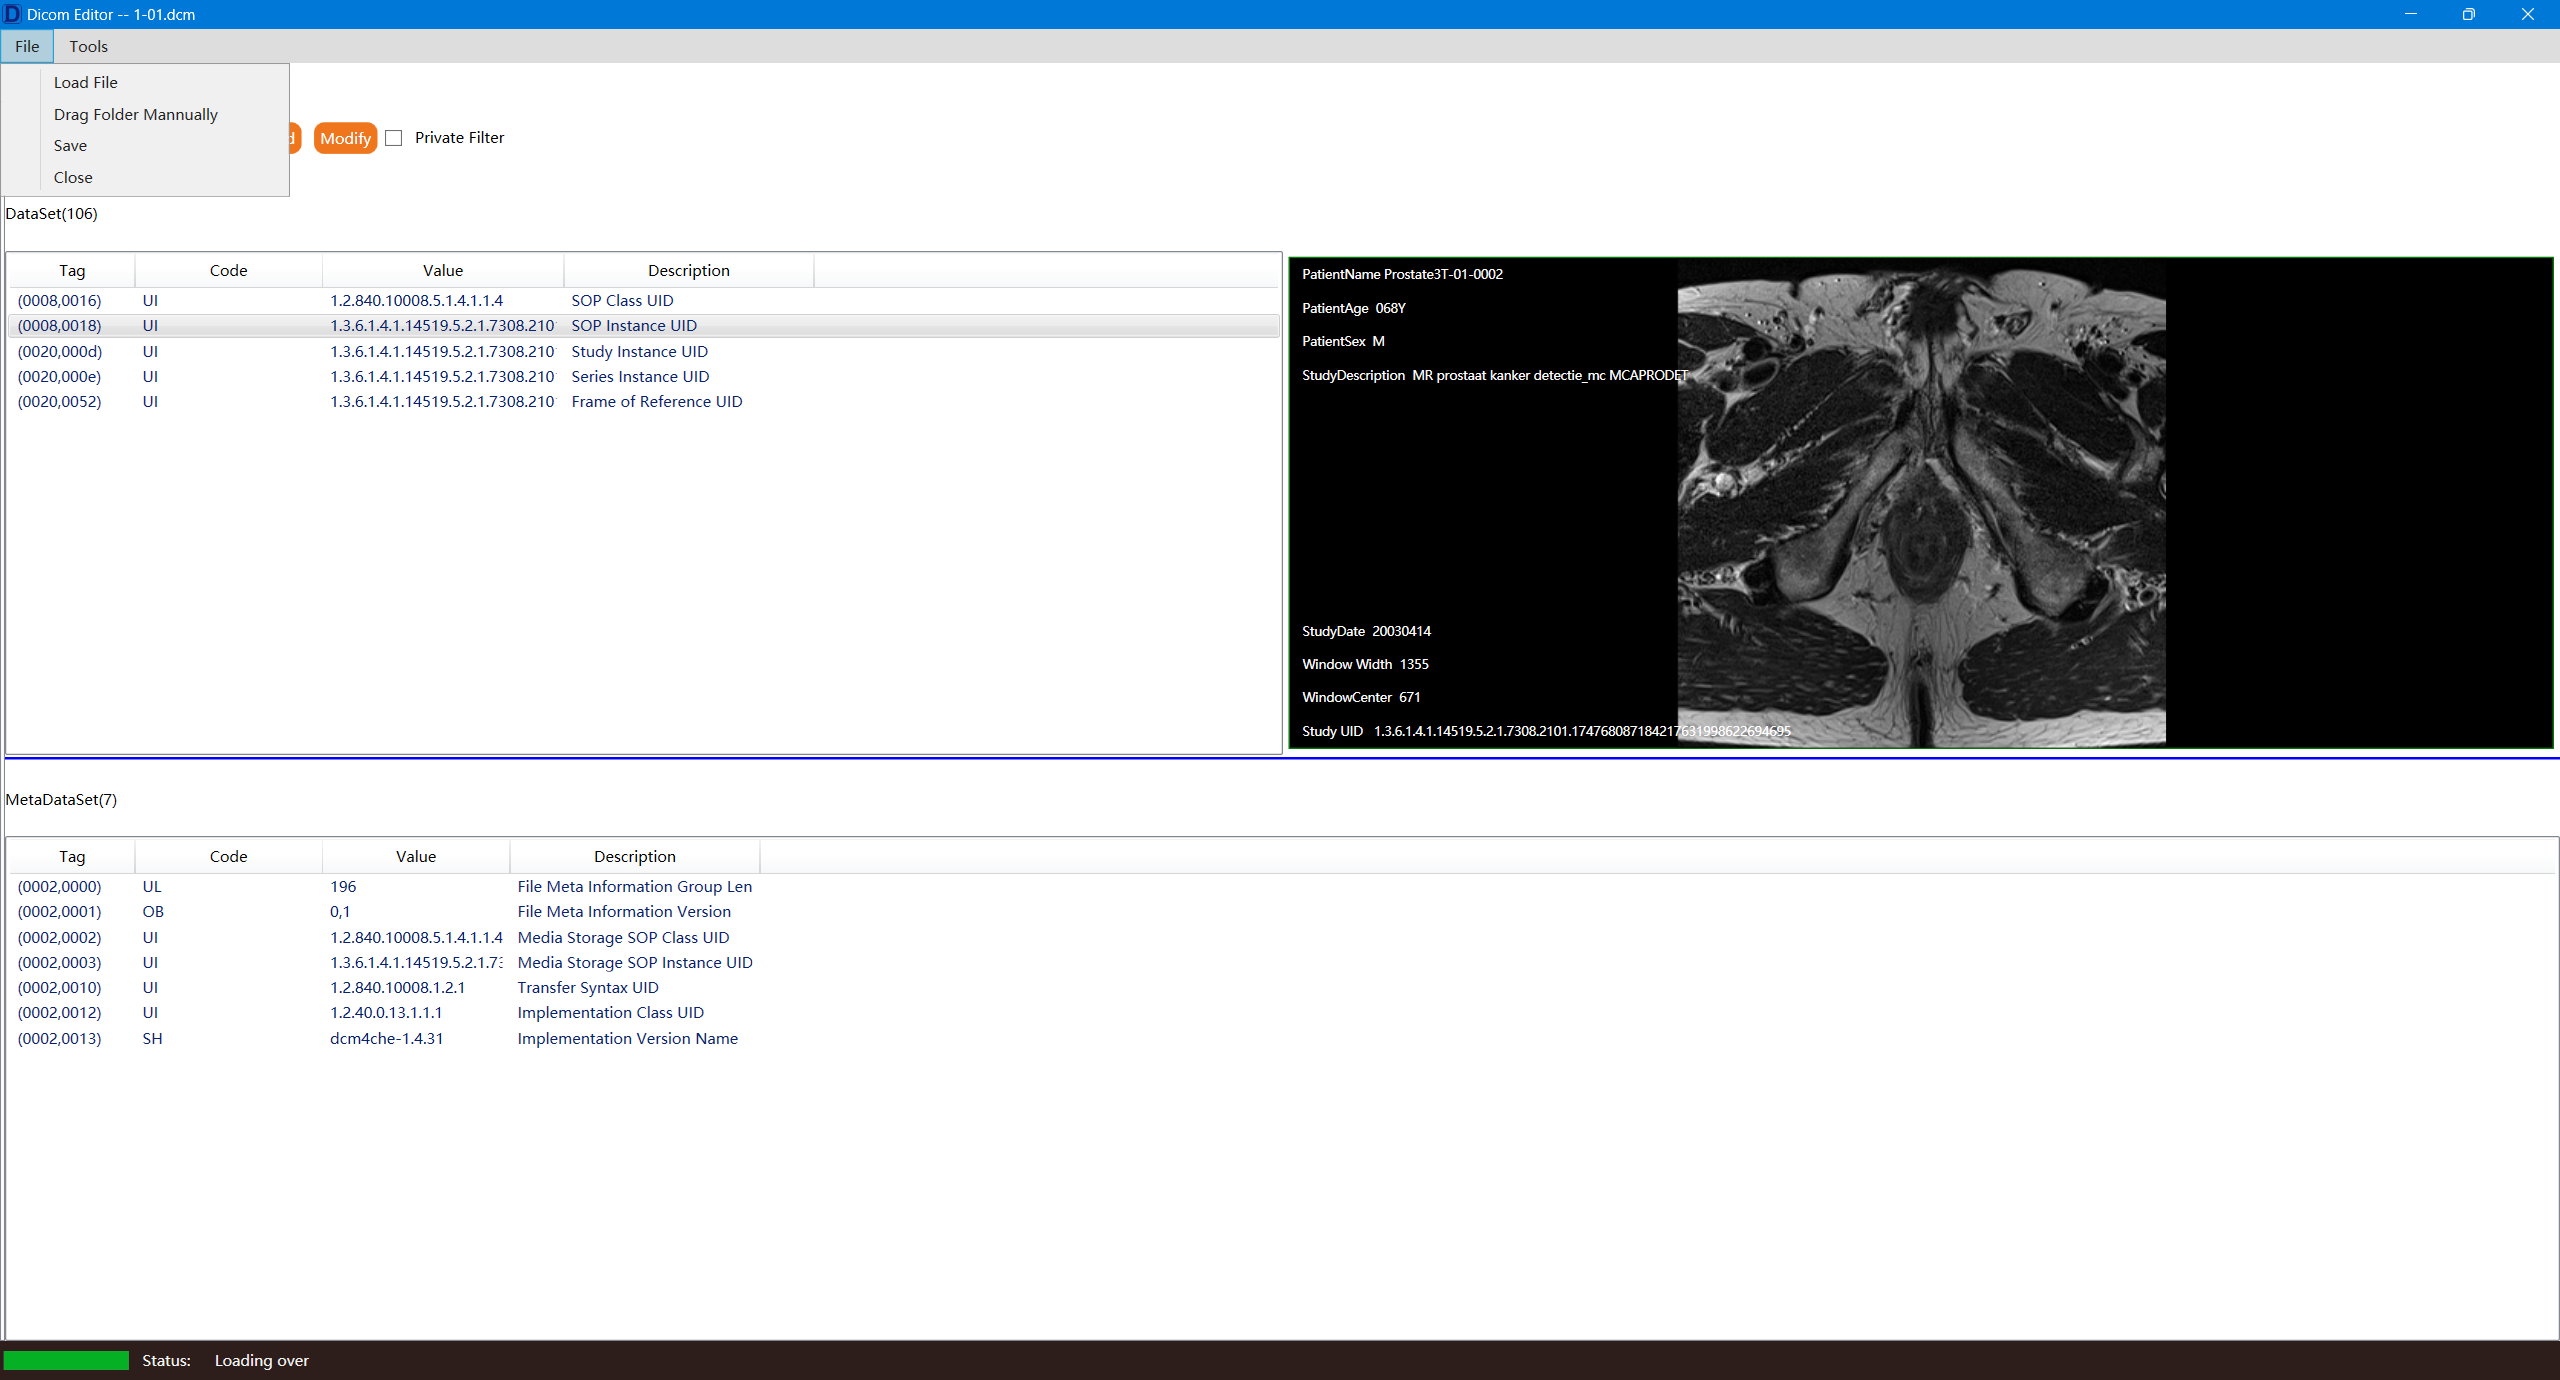 Dicom Editor -- 1-01.dcm
File Tools
Load File
Drag Folder Mannually
Save
Close
Modify Private Filter
DataSet(106)
Tag Code Value Description
(0008,0016) UI 1.2.840.10008.5.1.4.1.1.4 SOP Class UID
(0008,0018) UI 1.3.6.1.4.1.14519.5.2.1.7308.210 SOP Instance UID
(0020,000d) UI 1.3.6.1.4.1.14519.5.2.1.7308.210 Study Instance UID
(0020,000e) UI 1.3.6.1.4.1.14519.5.2.1.7308.210 Series Instance UID
(0020,0052) UI 1.3.6.1.4.1.14519.5.2.1.7308.210 Frame of Reference UID
PatientName Prostate3T-01-0002
PatientAge 068Y
PatientSex M
StudyDescription MR prostaat kanker detectie_mc MCAPRODET
StudyDate 20030414
Window Width 1355
WindowCenter 671
Study UID 1.3.6.1.4.1.14519.5.2.1.7308.2101.174768087184217631998622694695
MetaDataSet(7)
Tag Code Value Description
(0002,0000) UL 196 File Meta Information Group Len
(0002,0001) OB 0,1 File Meta Information Version
(0002,0002) UI 1.2.840.10008.5.1.4.1.1.4 Media Storage SOP Class UID
(0002,0003) UI 1.3.6.1.4.1.14519.5.2.1.73 Media Storage SOP Instance UID
(0002,0010) UI 1.2.840.10008.1.2.1 Transfer Syntax UID
(0002,0012) UI 1.2.40.0.13.1.1.1 Implementation Class UID
(0002,0013) SH dcm4che-1.4.31 Implementation Version Name
Status: Loading over